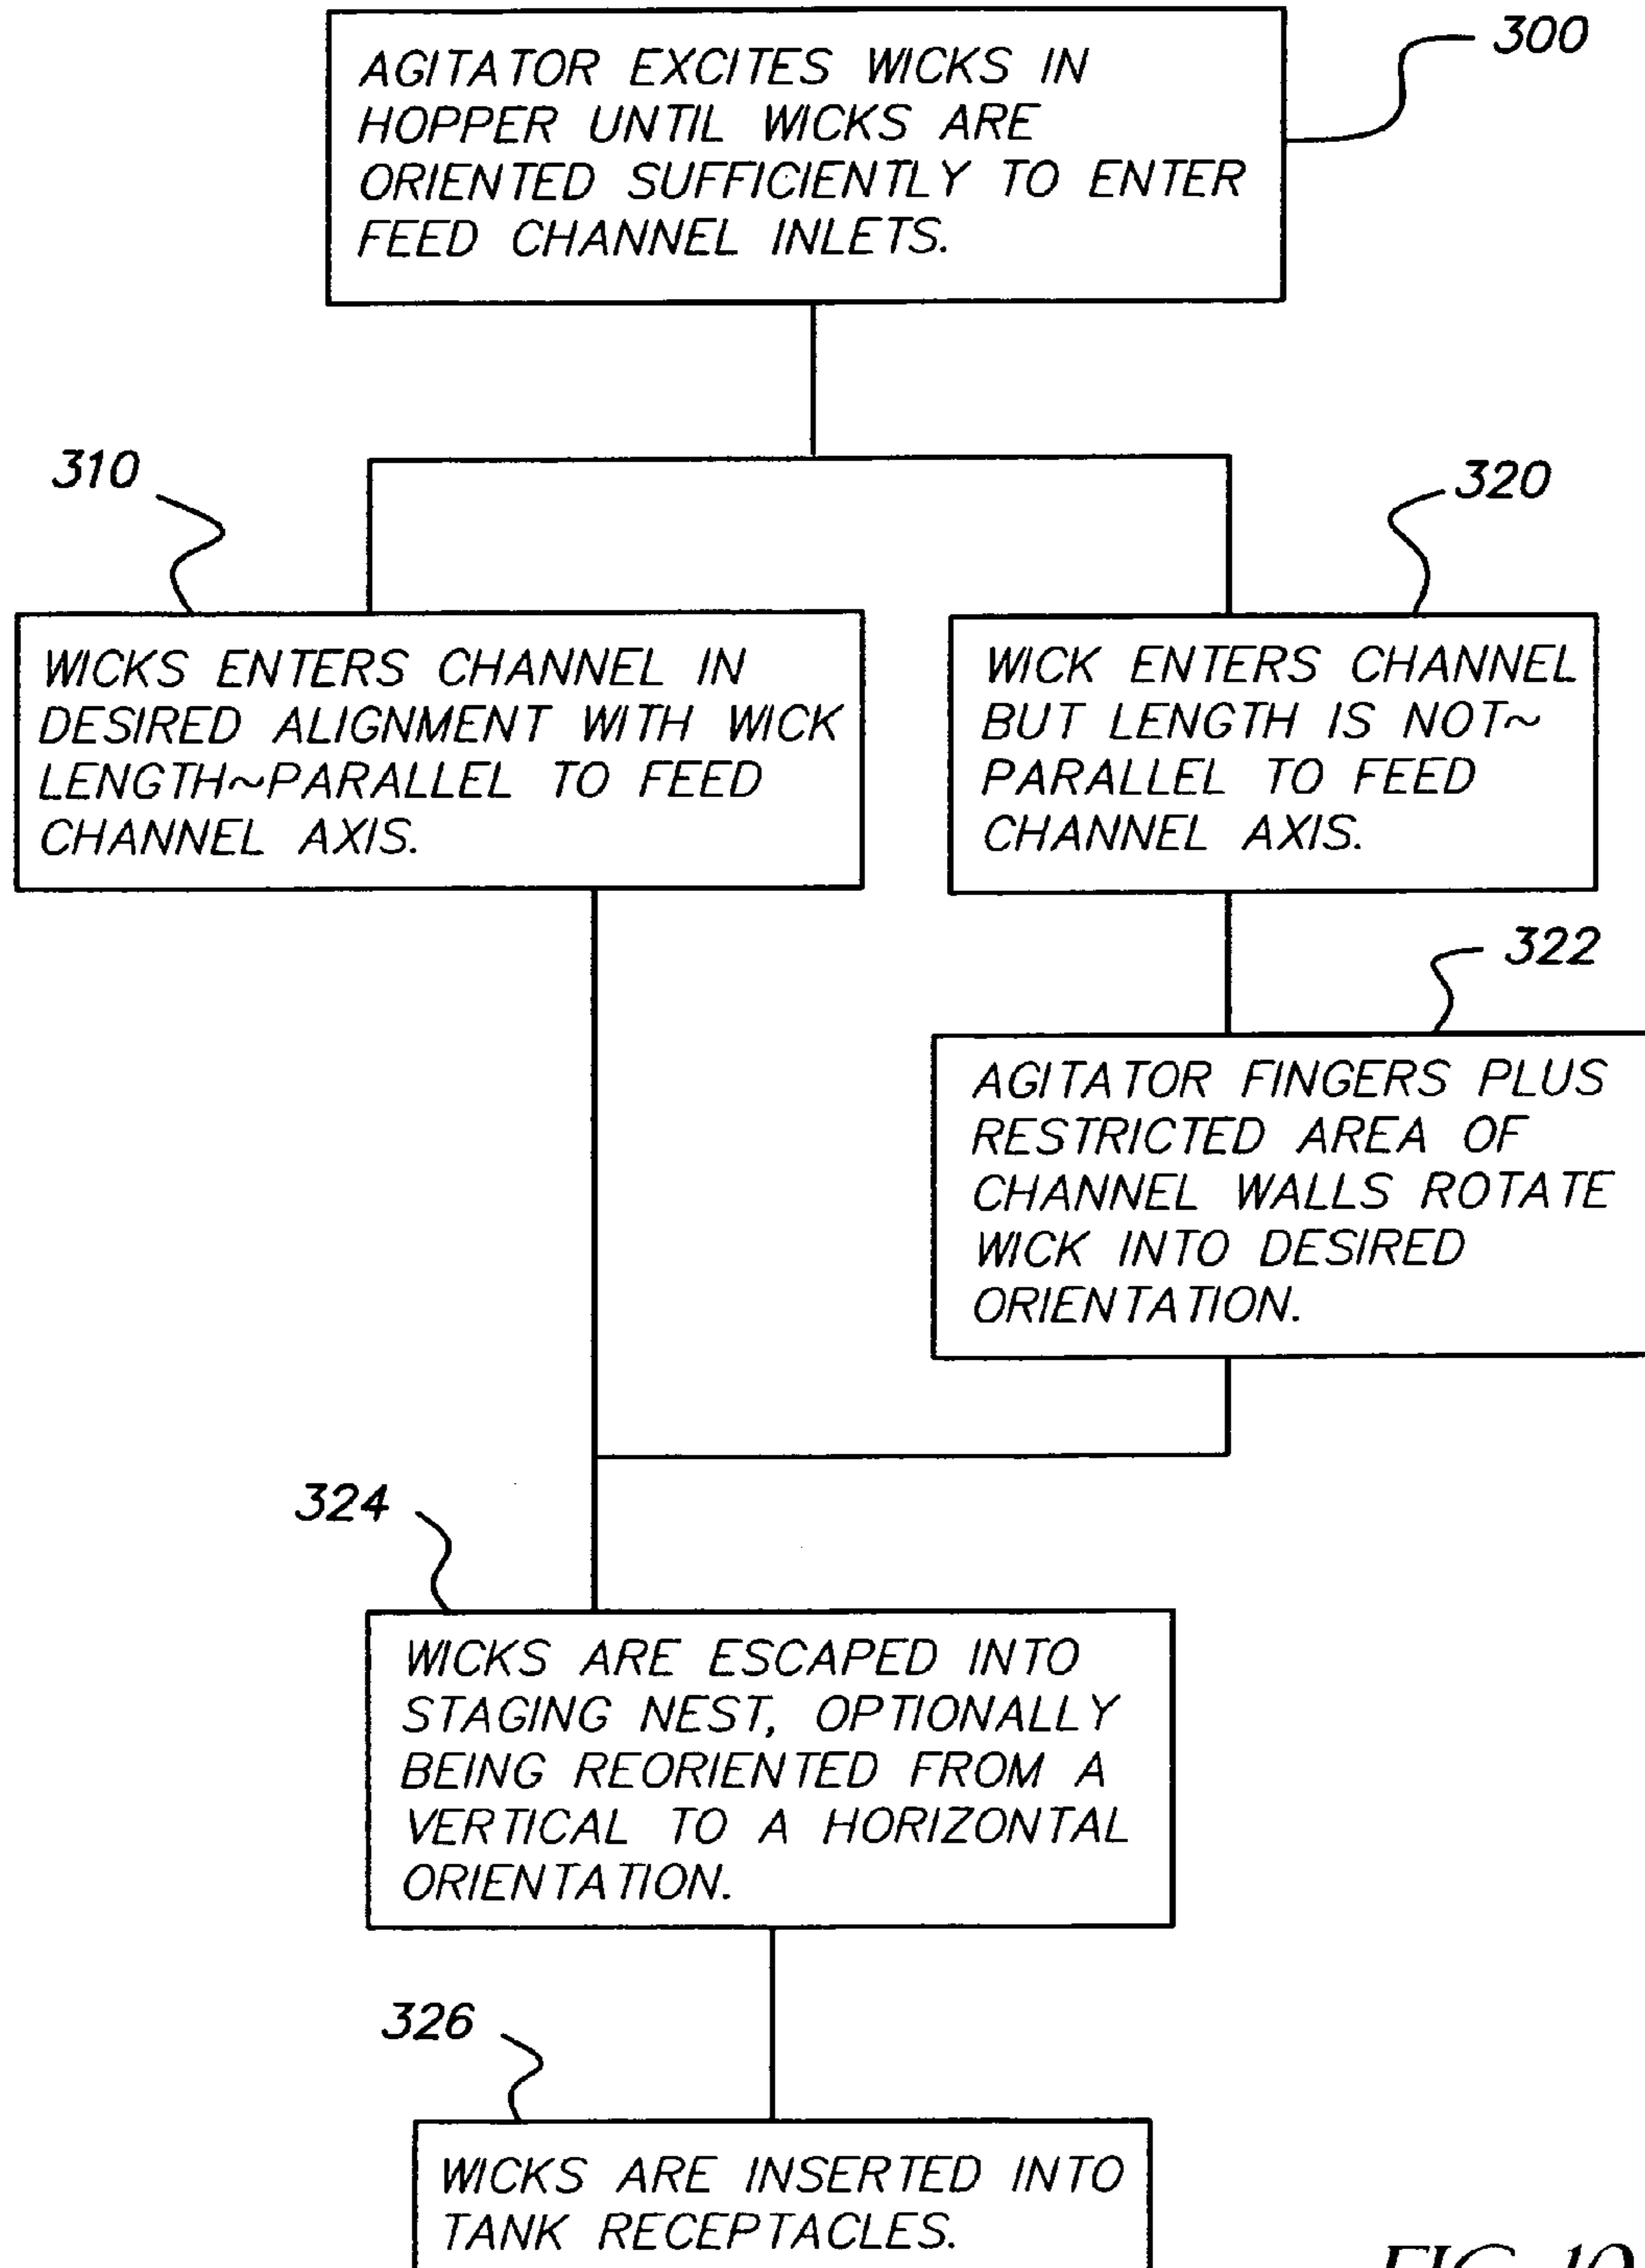 300
AGITATOR EXCITES WICKS IN
HOPPER UNTIL WICKS ARE
ORIENTED SUFFICIENTLY TO ENTER
FEED CHANNEL INLETS.
310
320
WICKS ENTERS CHANNEL IN
DESIRED ALIGNMENT WITH WICK
LENGTH~PARALLEL TO FEED
CHANNEL AXIS.
WICK ENTERS CHANNEL
BUT LENGTH IS NOT~
PARALLEL TO FEED
CHANNEL AXIS.
322
AGITATOR FINGERS PLUS
RESTRICTED AREA OF
CHANNEL WALLS ROTATE
WICK INTO DESIRED
ORIENTATION.
324
WICKS ARE ESCAPED INTO
STAGING NEST, OPTIONALLY
BEING REORIENTED FROM A
VERTICAL TO A HORIZONTAL
ORIENTATION.
326
WICKS ARE INSERTED INTO
TANK RECEPTACLES.
FIG. 10